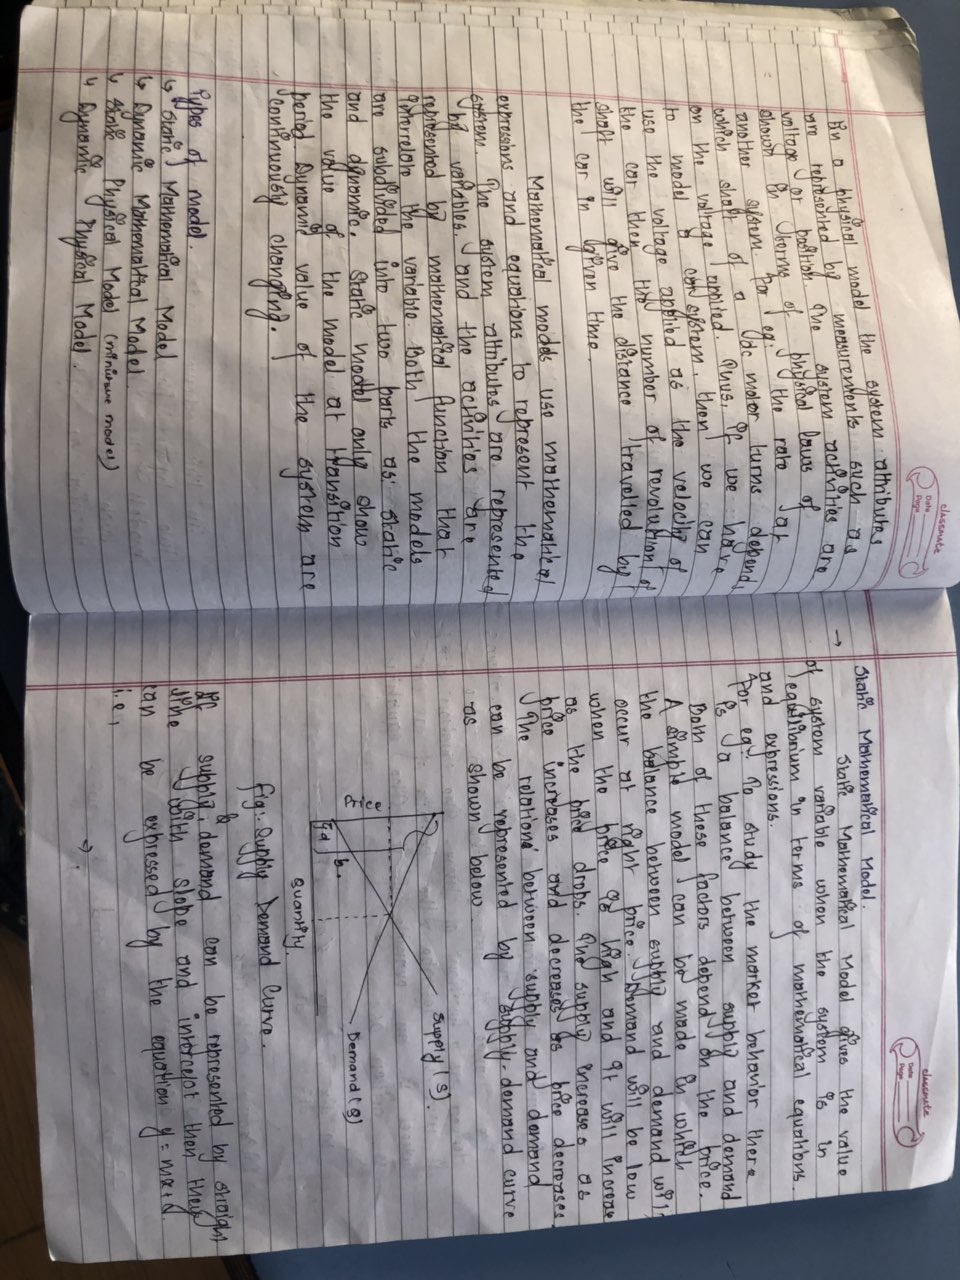 classmate
Date
Page
In a physical model the system attributes
are represented by measurements such as
voltage or position. The system activities are
shown in terms of physical laws of
another system. For eg: the rate at
which shaft of a Vdc motor turns depend
on the voltage applied. Thus, if we have
to model a car system, then we can
use the voltage applied as the velocity of
the car then the number of revolution of
shaft will give the distance travelled by
the car in given time
Mathematical models use mathematical
expressions and equations to represent the
system. The system attributes are represented
by variables. and the activities are
represented by mathematical function that
interrelate the variable. Both the models
are subdivided into two parts as: static
and dynamic. Static model only show
the value of the model at transition
period Dynamic value of the system are
continuously changing.
Types of model.
↳ Static Mathematical Model
↳ Dynamic Mathematical Model.
↳ Static Physical Model (miniature model)
↳ Dynamic Physical Model.
classmate
Date
Page
→ Static Mathematical Model.
Static Mathematical Model gives the value
of system variable when the system is in
equilibrium in terms of mathematical equations.
and expressions.
For eg: To study the market behavior there
is a balance between supply and demand
Both of these factors depend on the price.
A simple model can be made in which
the balance between supply and demand will
occur at right price. Demand will be low
when the price is high and it will increase
as the price drops. The supply increases as
price increases and decreases as price decreases.
The relations between supply and demand
can be represented by supply-demand curve
as shown below
Supply (S).
Demand (g)
Price
a
b.
Quantity.
fig: Supply Demand Curve.
If supply & demand can be represented by straight
line with slope and intercept then they
can be expressed by the equation y = mx+d.
i.e,
→